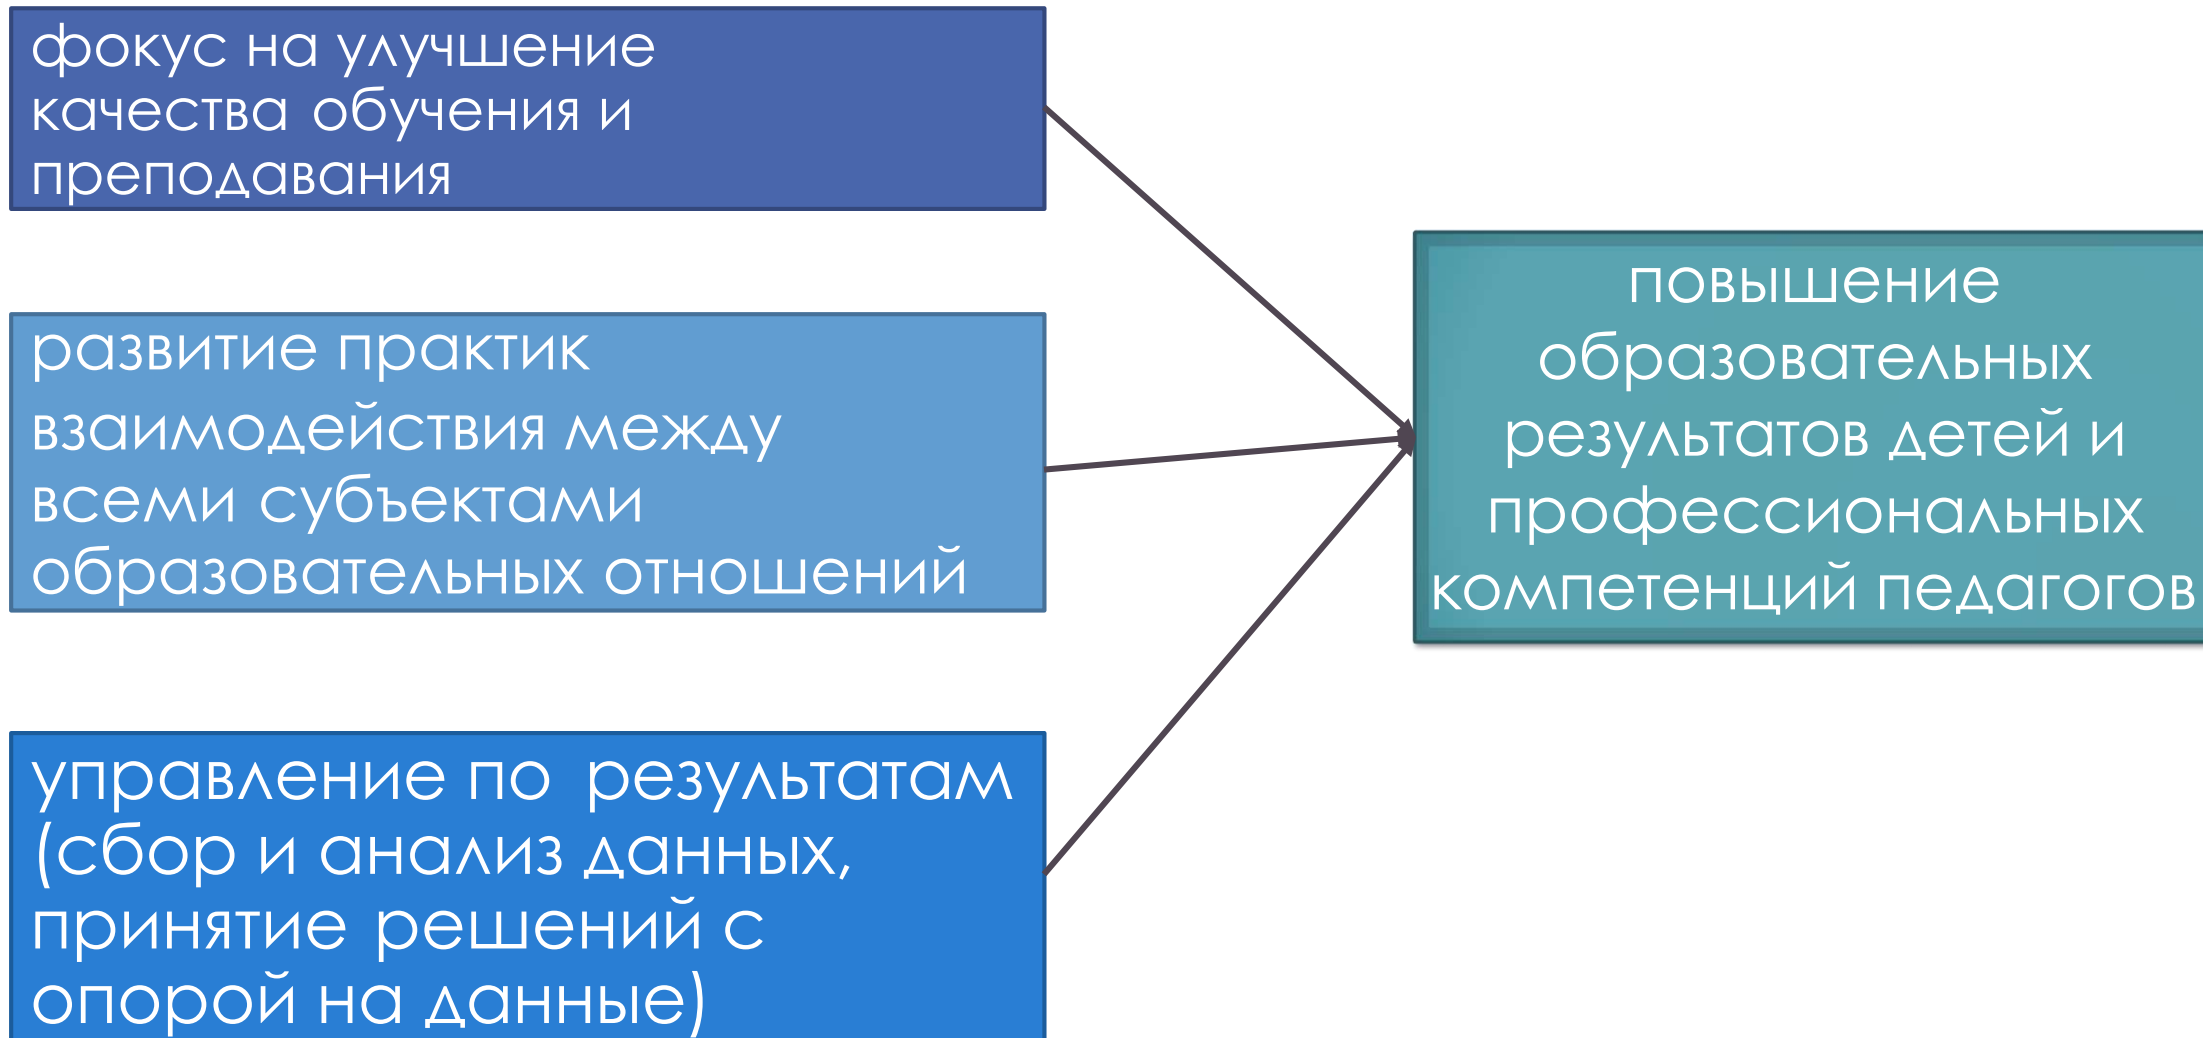 фокус на улучшение
качества обучения и
преподавания
развитие практик
взаимодействия между
всеми субъектами
образовательных отношений
управление по результатам
(сбор и анализ данных,
принятие решений с
опорой на данные)
повышение
образовательных
результатов детей и
профессиональных
компетенций педагогов